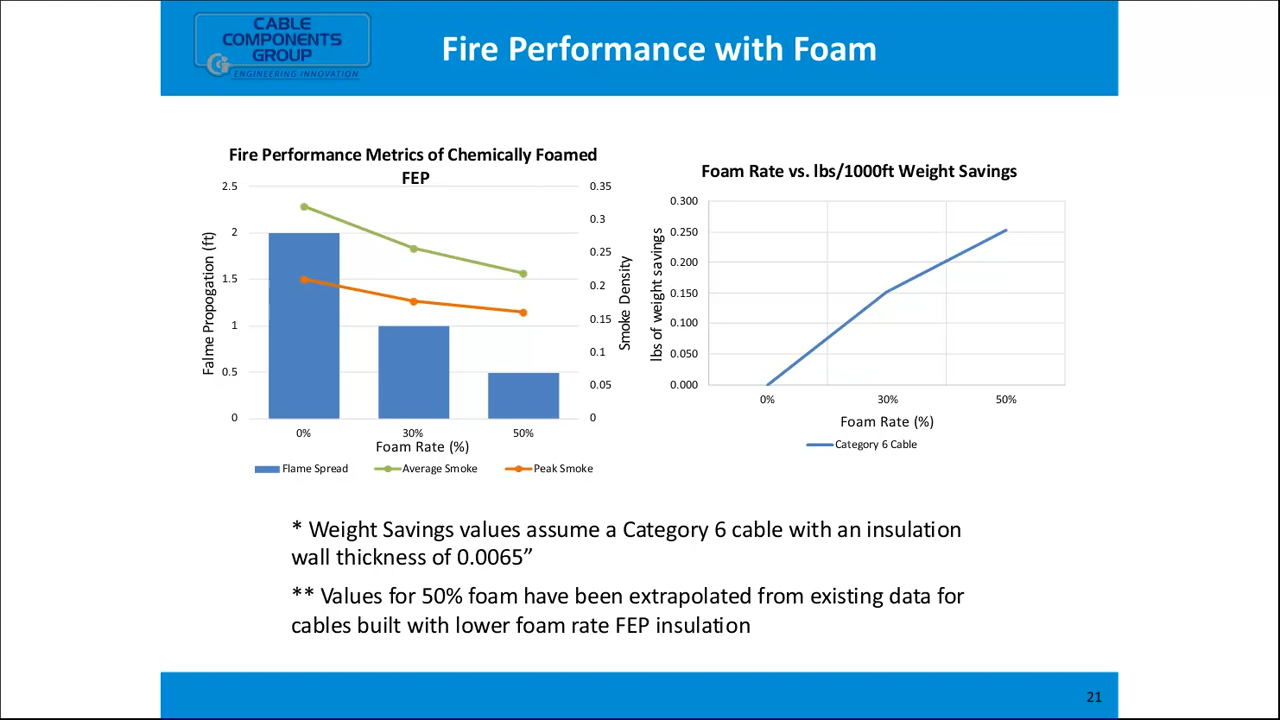 CABLE
COMPONENTS
GROUP
ENGINEERING INNOVATION
Fire Performance with Foam
Fire Performance Metrics of Chemically Foamed
FEP
2.5
2
1.5
1
0.5
0
Falme Propogation (ft)
0.35
0.3
0.25
0.2
0.15
0.1
0.05
0
Smoke Density
0%
30%
50%
Foam Rate (%)
Flame Spread
Average Smoke
Peak Smoke
Foam Rate vs. lbs/1000ft Weight Savings
0.300
0.250
0.200
0.150
0.100
0.050
0.000
lbs of weight savings
0%
30%
50%
Foam Rate (%)
Category 6 Cable
* Weight Savings values assume a Category 6 cable with an insulation
wall thickness of 0.0065”
** Values for 50% foam have been extrapolated from existing data for
cables built with lower foam rate FEP insulation
21